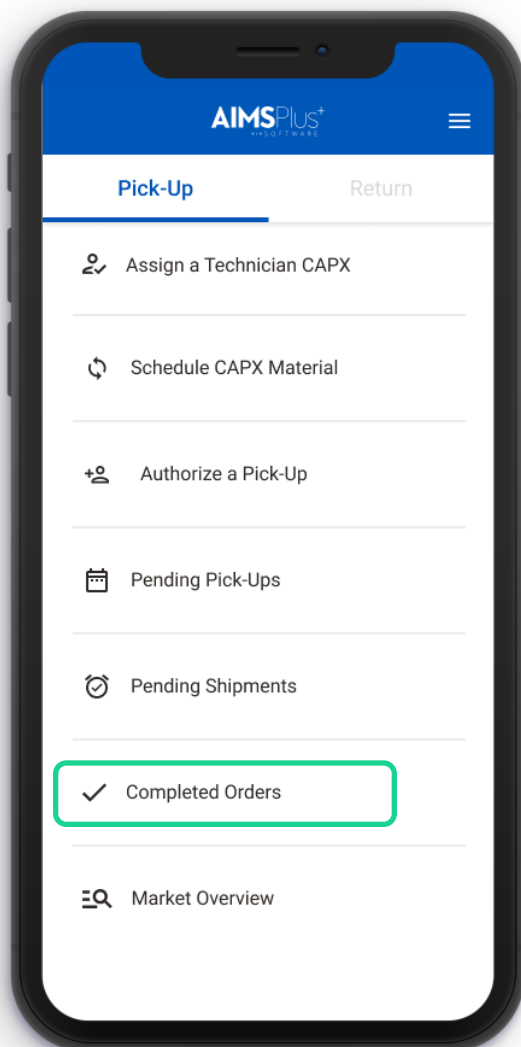 AIMSPlus+
SOFTWARE
Pick-Up
Return
Assign a Technician CAPX
Schedule CAPX Material
Authorize a Pick-Up
Pending Pick-Ups
Pending Shipments
Completed Orders
Market Overview